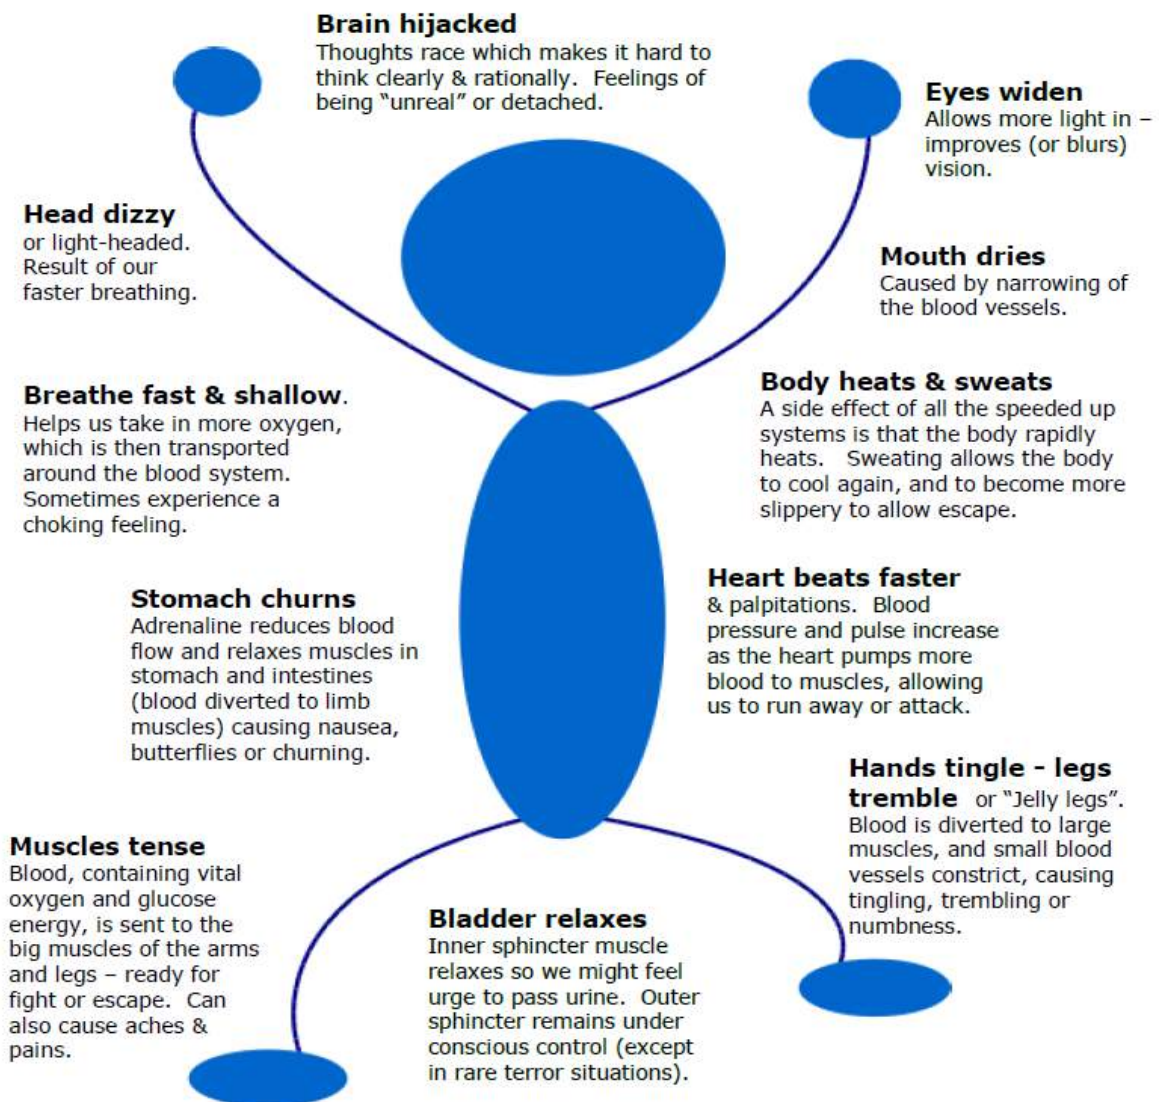 Brain hijacked
Thoughts race which makes it hard to
think clearly & rationally. Feelings of
being “unreal” or detached.
Eyes widen
Allows more light in –
improves (or blurs)
vision.
Head dizzy
or light-headed.
Result of our
faster breathing.
Mouth dries
Caused by narrowing of
the blood vessels.
Breathe fast & shallow.
Helps us take in more oxygen,
which is then transported
around the blood system.
Sometimes experience a
choking feeling.
Body heats & sweats
A side effect of all the speeded up
systems is that the body rapidly
heats. Sweating allows the body
to cool again, and to become more
slippery to allow escape.
Stomach churns
Adrenaline reduces blood
flow and relaxes muscles in
stomach and intestines
(blood diverted to limb
muscles) causing nausea,
butterflies or churning.
Heart beats faster
& palpitations. Blood
pressure and pulse increase
as the heart pumps more
blood to muscles, allowing
us to run away or attack.
Hands tingle - legs
tremble or “Jelly legs”.
Blood is diverted to large
muscles, and small blood
vessels constrict, causing
tingling, trembling or
numbness.
Muscles tense
Blood, containing vital
oxygen and glucose
energy, is sent to the
big muscles of the arms
and legs – ready for
fight or escape. Can
also cause aches &
pains.
Bladder relaxes
Inner sphincter muscle
relaxes so we might feel
urge to pass urine. Outer
sphincter remains under
conscious control (except
in rare terror situations).